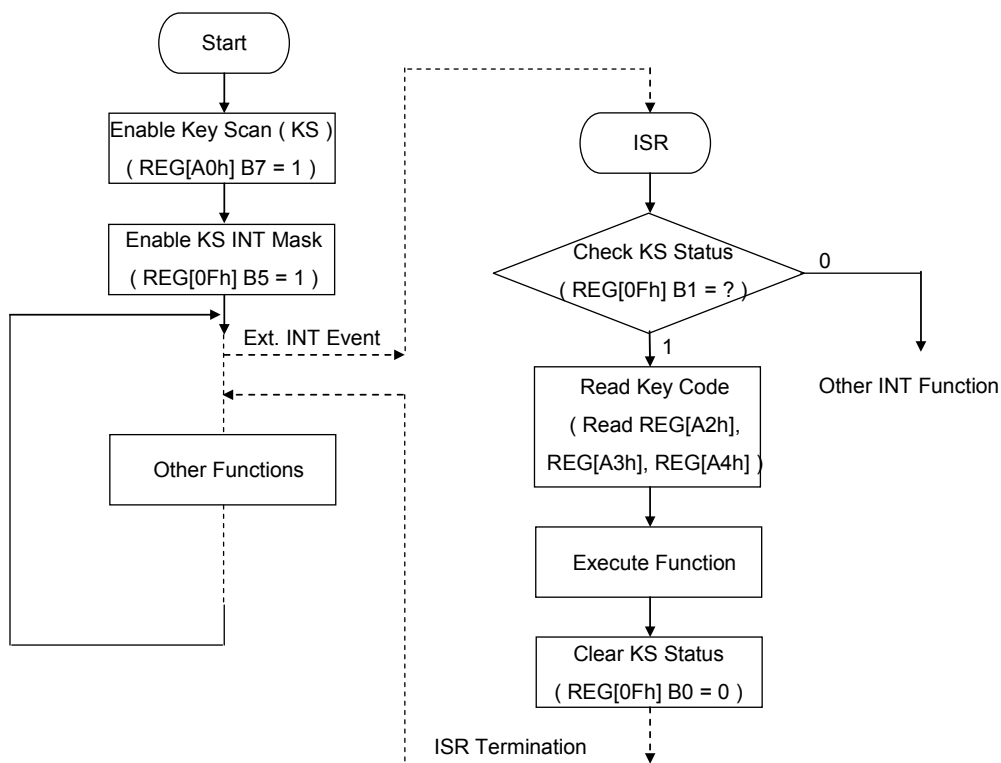 Start
Enable Key Scan ( KS )
( REG[A0h] B7 = 1 )
Enable KS INT Mask
( REG[0Fh] B5 = 1 )
Ext. INT Event
Other Functions
ISR
Check KS Status
( REG[0Fh] B1 = ? )
0
Other INT Function
1
Read Key Code
( Read REG[A2h],
REG[A3h], REG[A4h] )
Execute Function
Clear KS Status
( REG[0Fh] B0 = 0 )
ISR Termination